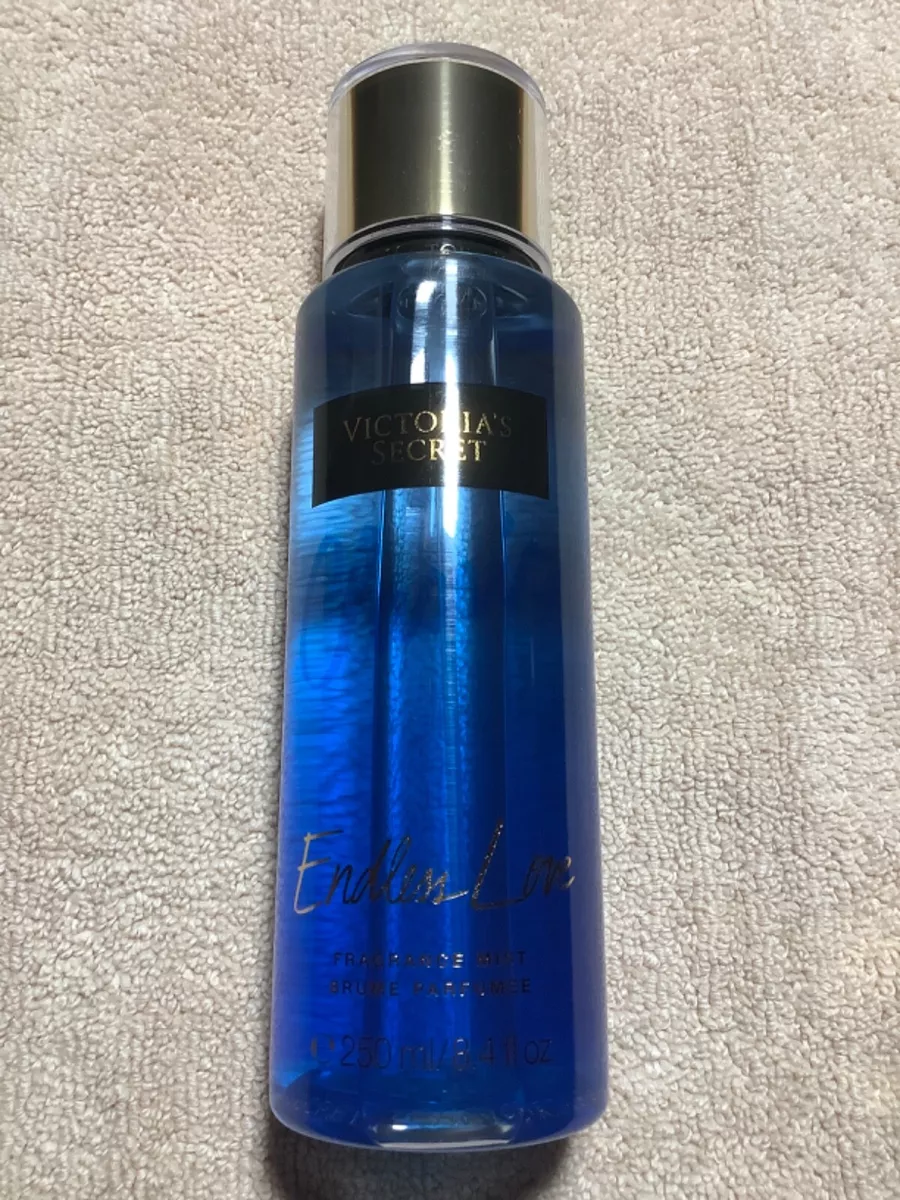 VICTORIA'S
SECRET
Endless Love
FRAGRANCE MIST
BRUME PARFUMÉE
℮ 250 ml/8.4 fl oz